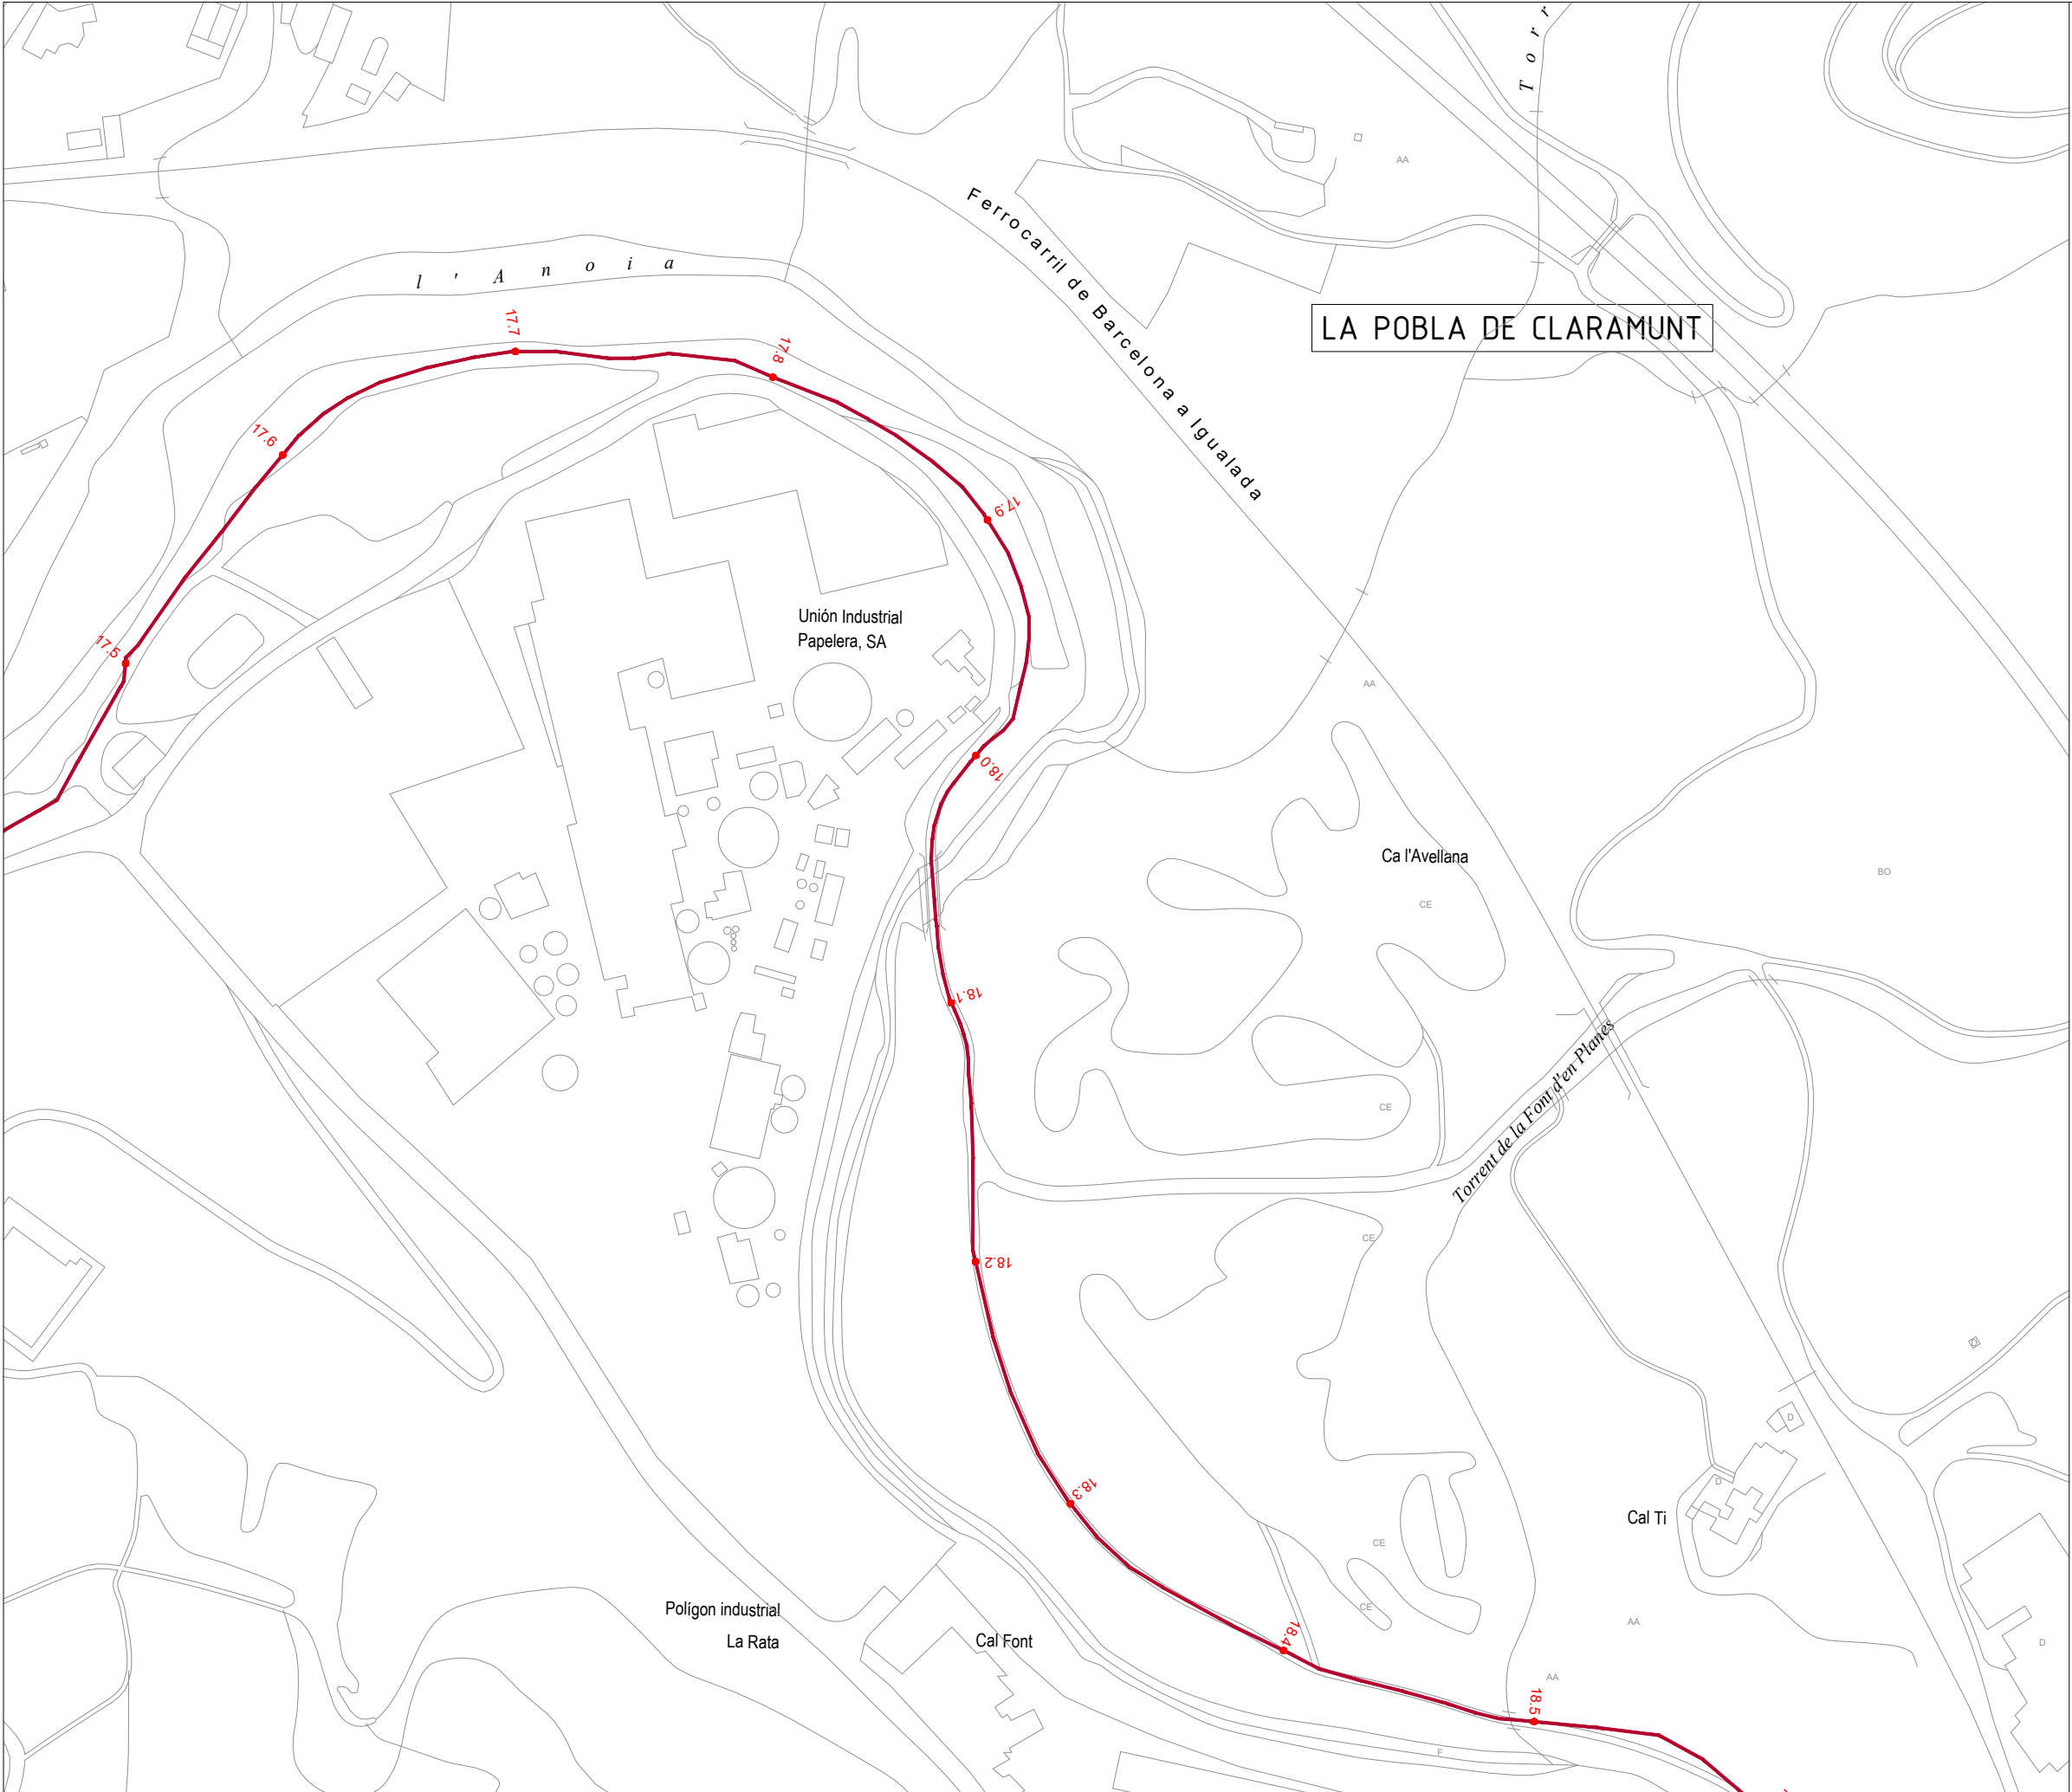 T o r r
AA
Ferrocarril de Barcelona a Igualada
l ' A n o i a
LA POBLA DE CLARAMUNT
17.7
17.8
17.6
17.9
Unión Industrial
Papelera, SA
17.5
AA
18.0
Ca l'Avellana
BO
CE
18.1
Torrent de la Font d'en Planes
CE
CE
18.2
D
D
D
18.3
Cal Ti
CE
Polígon industrial
La Rata
CE
AA
Cal Font
18.4
D
AA
18.5
F